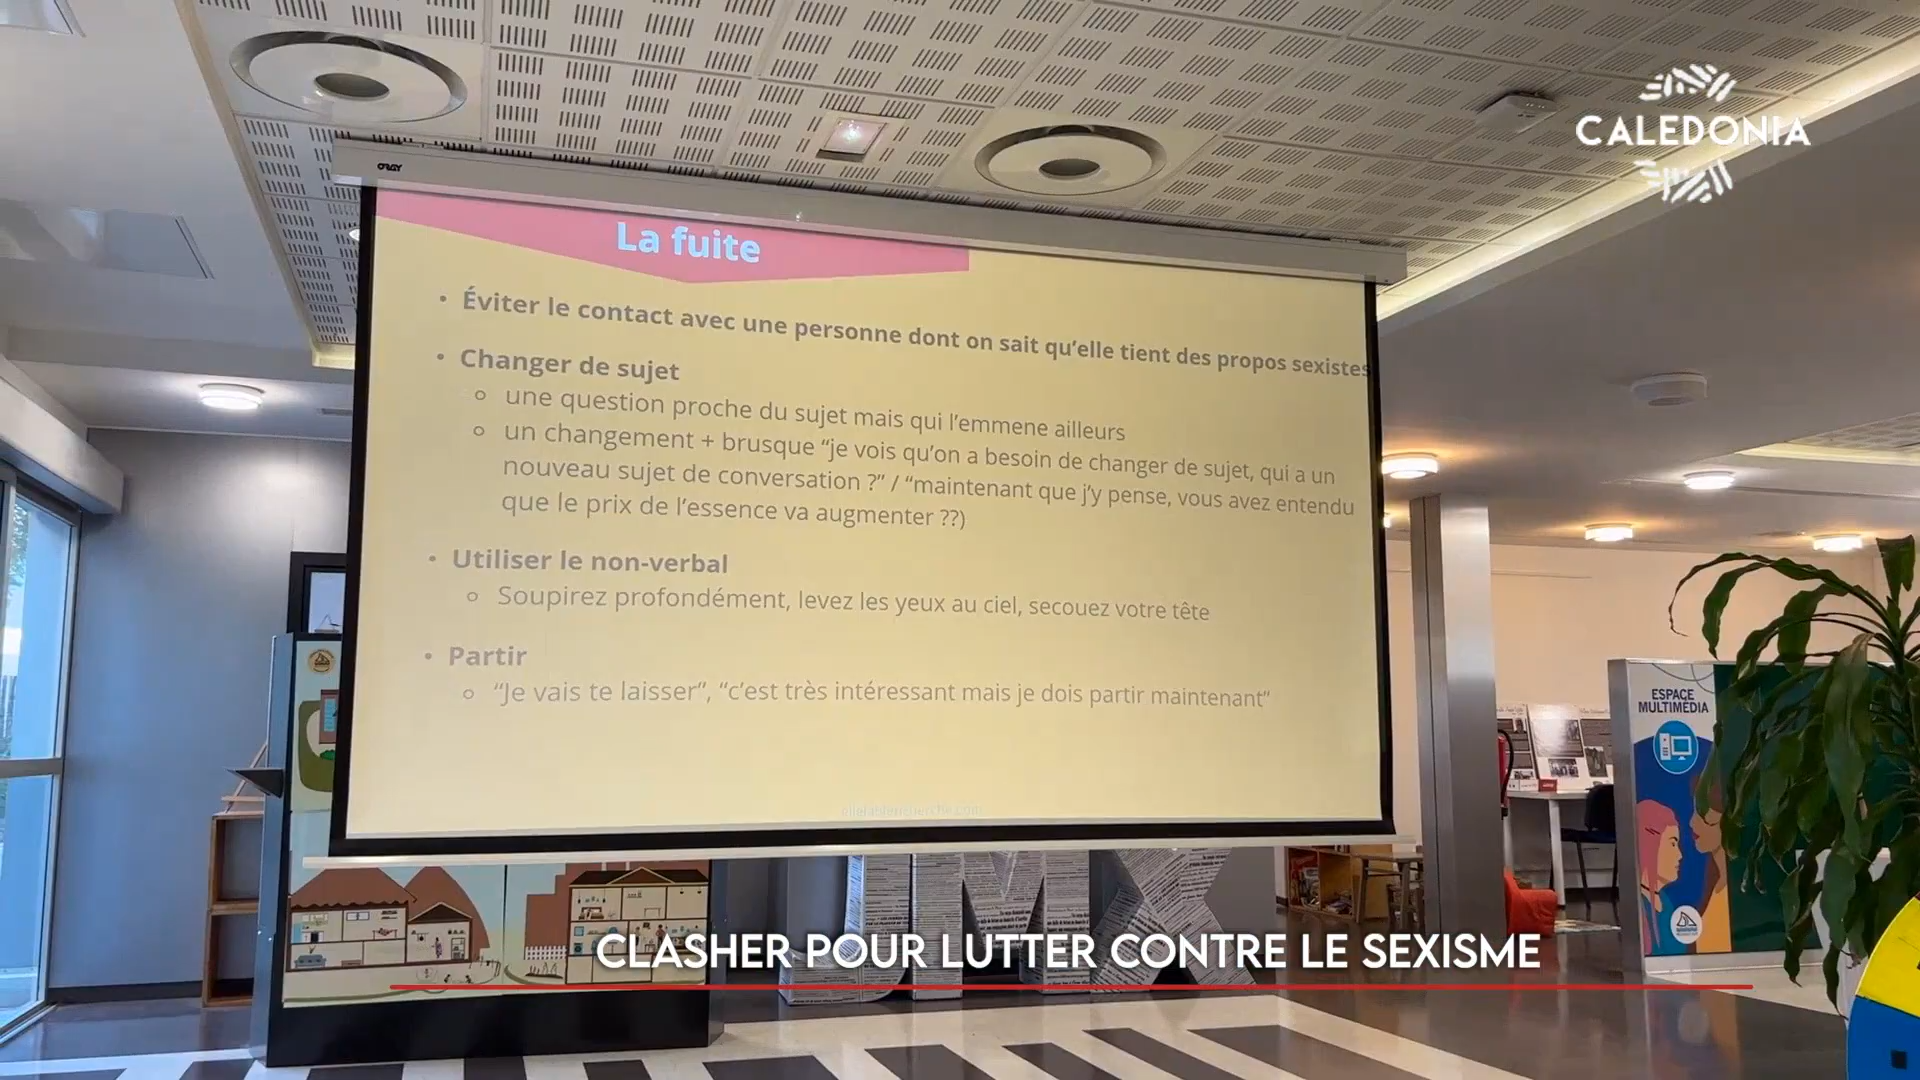 CALEDONIA
ORAY
La fuite
• Éviter le contact avec une personne dont on sait qu’elle tient des propos sexistes
• Changer de sujet
o une question proche du sujet mais qui l’emmene ailleurs
o un changement + brusque “je vois qu’on a besoin de changer de sujet, qui a un
nouveau sujet de conversation ?” / “maintenant que j’y pense, vous avez entendu
que le prix de l’essence va augmenter ??)
• Utiliser le non-verbal
o Soupirez profondément, levez les yeux au ciel, secouez votre tête
• Partir
o “Je vais te laisser”, “c’est très intéressant mais je dois partir maintenant”
ESPACE
MULTIMÉDIA
CLASHER POUR LUTTER CONTRE LE SEXISME